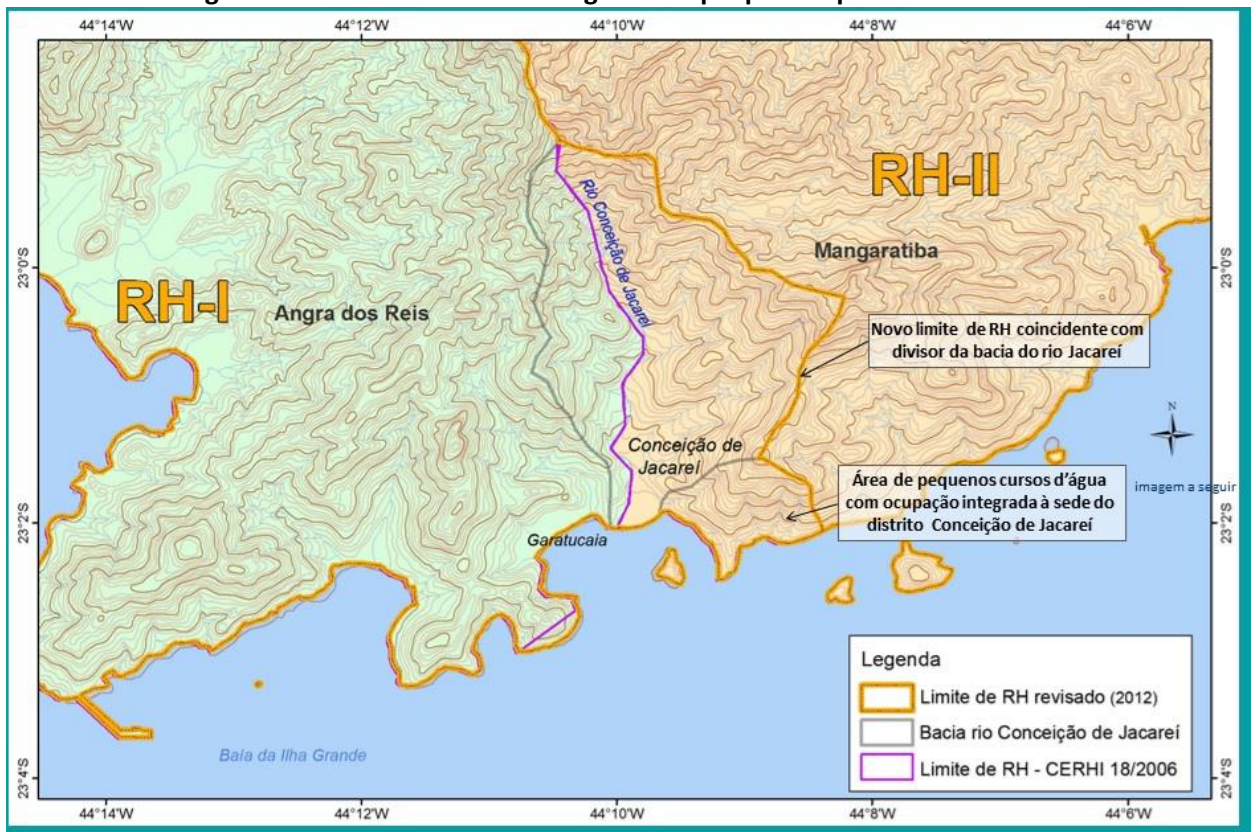 44°14'W 44°12'W 44°10'W 44°8'W 44°6'W
RH-II
Rio Conceição de Jacareí
Mangaratiba
23°0'S 23°0'S
RH-I
Angra dos Reis
Novo limite de RH coincidente com
divisor da bacia do rio Jacareí
N
Conceição de
Jacareí
Área de pequenos cursos d'água
com ocupação integrada à sede do
distrito Conceição de Jacareí
imagem a seguir
23°2'S 23°2'S
Garatucaia
Legenda
Limite de RH revisado (2012)
Bacia rio Conceição de Jacareí
Limite de RH - CERHI 18/2006
Baia da Ilha Grande
23°4'S 23°4'S
44°14'W 44°12'W 44°10'W 44°8'W 44°6'W